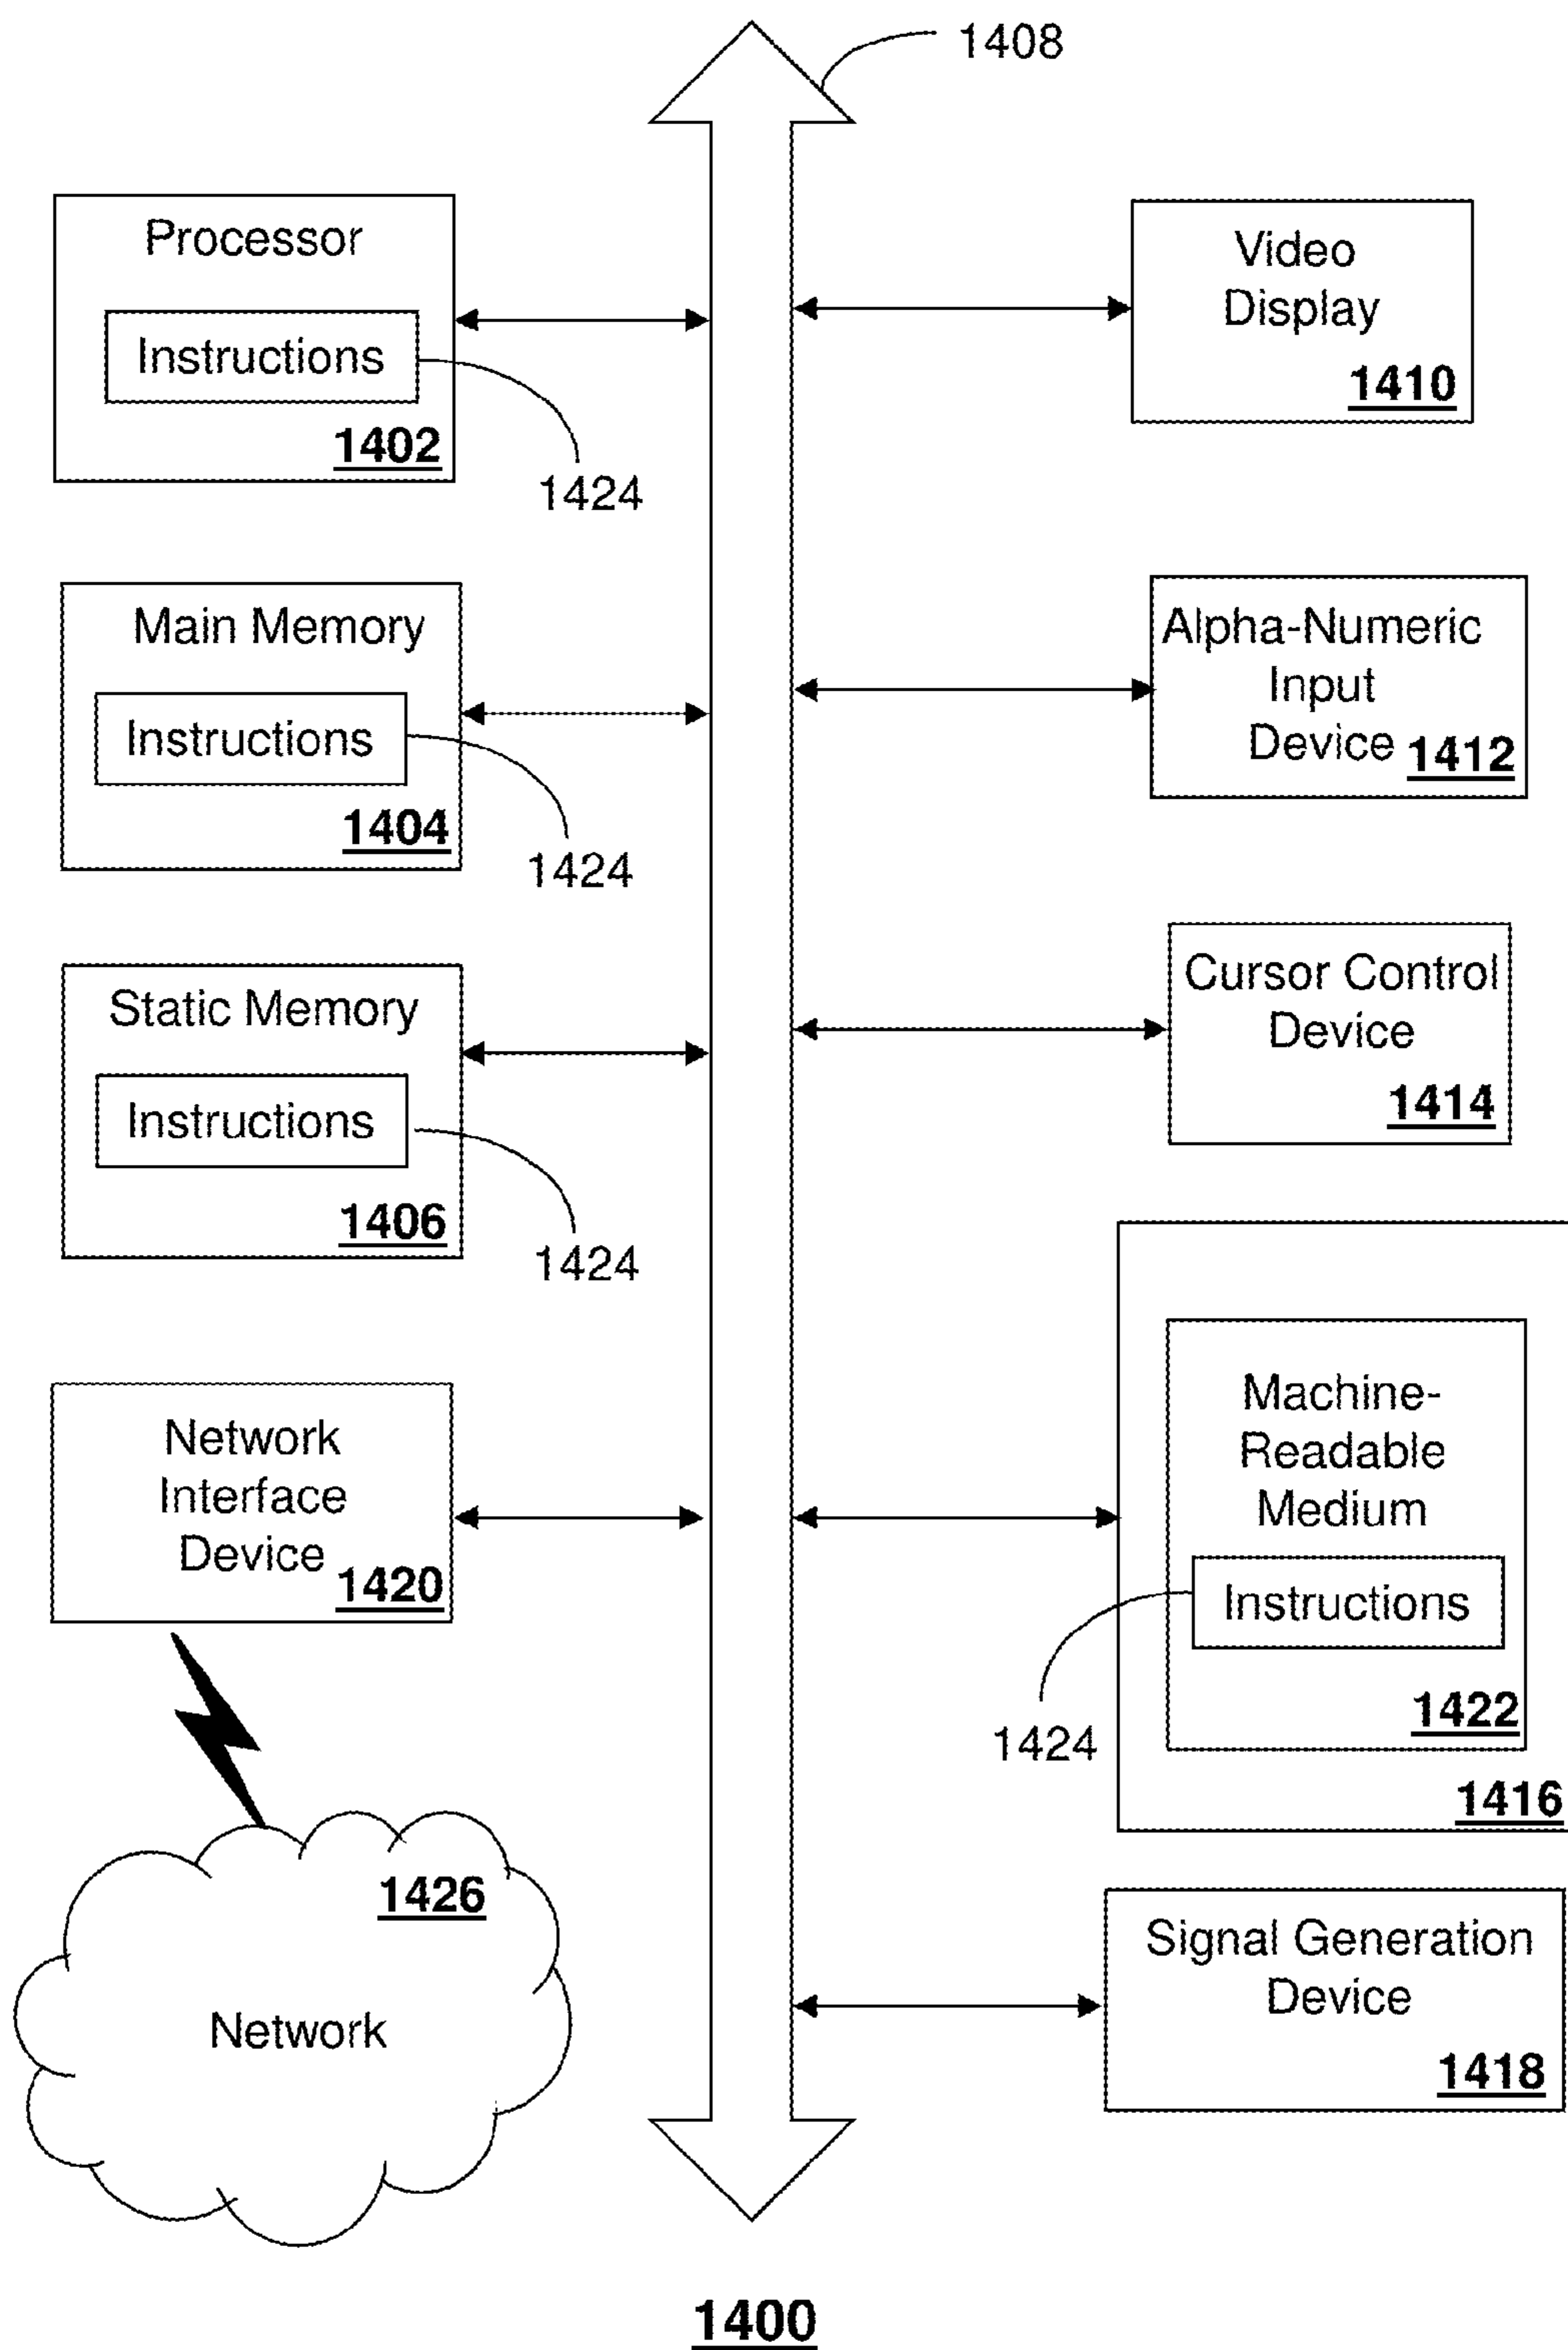 1408
Processor
Instructions
1402
1424
Main Memory
Instructions
1404
1424
Static Memory
Instructions
1406
1424
Network
Interface
Device
1420
1426
Network
Video
Display
1410
Alpha-Numeric
Input
Device
1412
Cursor Control
Device
1414
Machine-
Readable
Medium
Instructions
1422
1424
1416
Signal Generation
Device
1418
1400